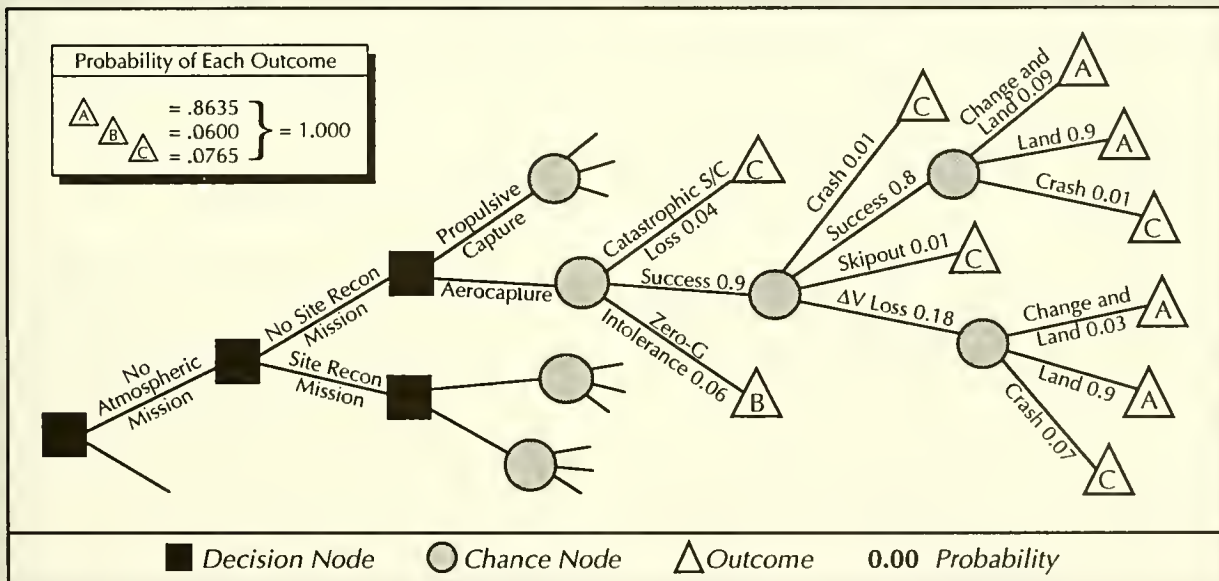 Probability of Each Outcome
A = .8635
B = .0600 } = 1.000
C = .0765
No
Atmospheric
Mission
No Site Recon
Mission
Site Recon
Mission
Propulsive
Capture
Aerocapture
Catastrophic S/C
Loss 0.04
C
Success 0.9
Zero-G
Intolerance 0.06
B
Crash 0.01
C
Success 0.8
Skipout 0.01
C
ΔV Loss 0.18
Change and
Land 0.09
A
Land 0.9
A
Crash 0.01
C
Change and
Land 0.03
A
Land 0.9
A
Crash 0.07
C
Decision Node Chance Node Outcome 0.00 Probability